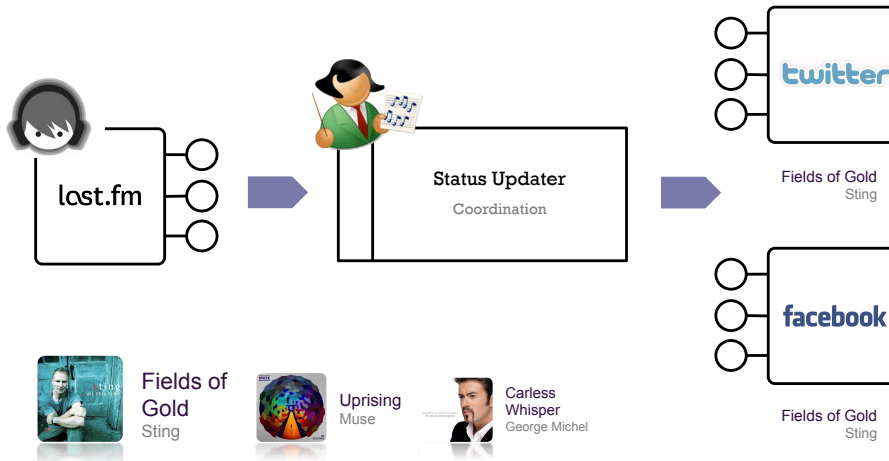 twitter
last.fm
Status Updater
Coordination
Fields of Gold
Sting
facebook
Fields of
Gold
Sting
Uprising
Muse
Carless
Whisper
George Michel
Fields of Gold
Sting